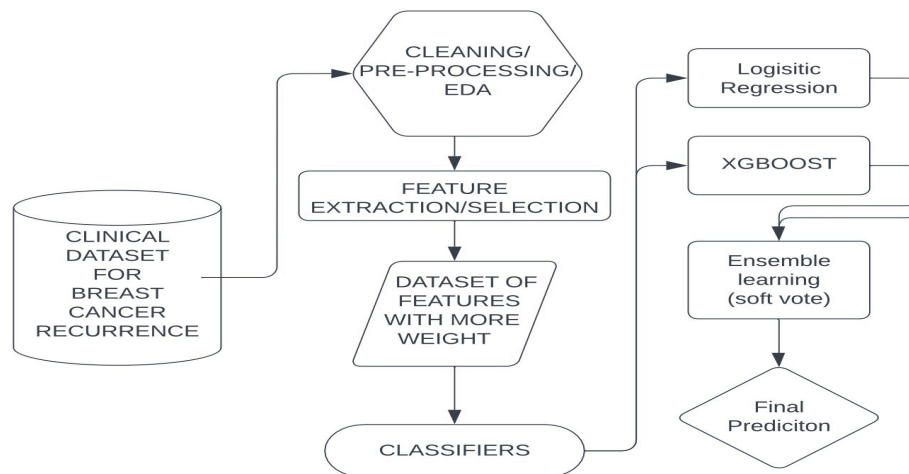 CLEANING/
PRE-PROCESSING/
EDA
FEATURE
EXTRACTION/SELECTION
CLINICAL
DATASET
FOR
BREAST
CANCER
RECURRENCE
DATASET OF
FEATURES
WITH MORE
WEIGHT
CLASSIFIERS
Logisitic
Regression
XGBOOST
Ensemble
learning
(soft vote)
Final
Prediciton